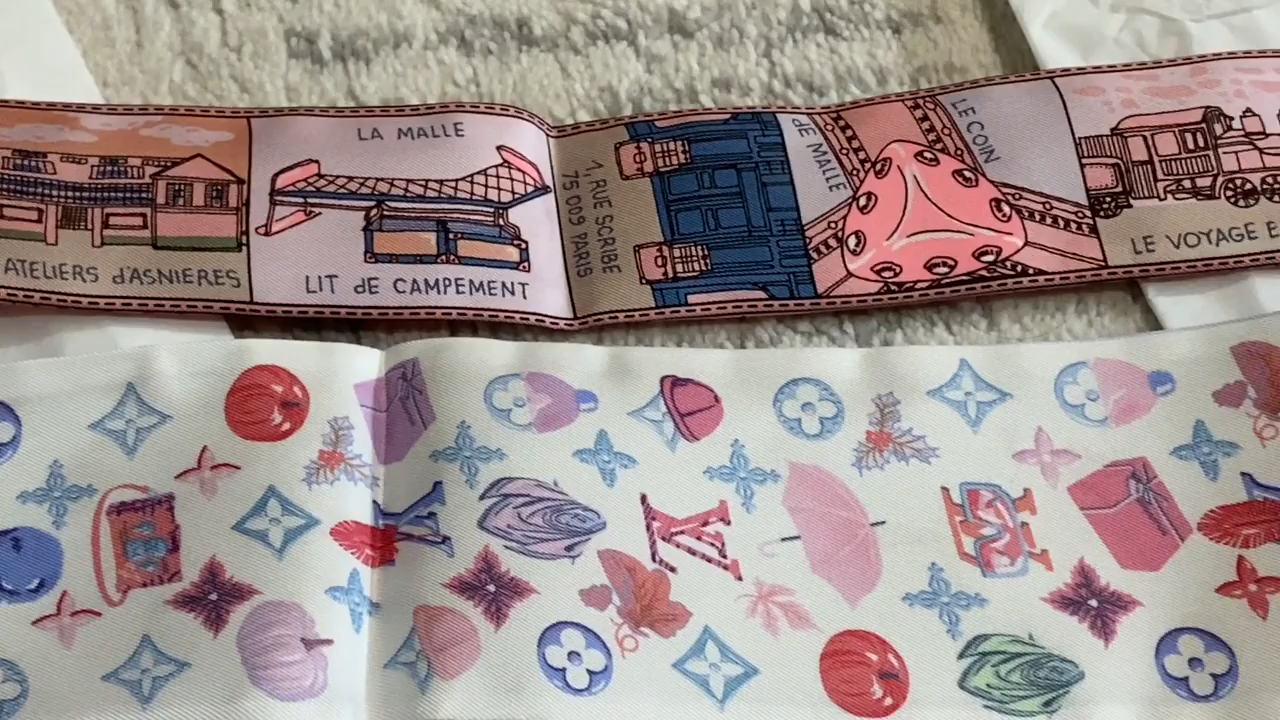 ATELIERS d'ASNIERES
LA MALLE
LIT dE CAMPEMENT
1, RUE SCRIBE
75 009 PARIS
LE COIN
dE MALLE
LE VOYAGE E
LV